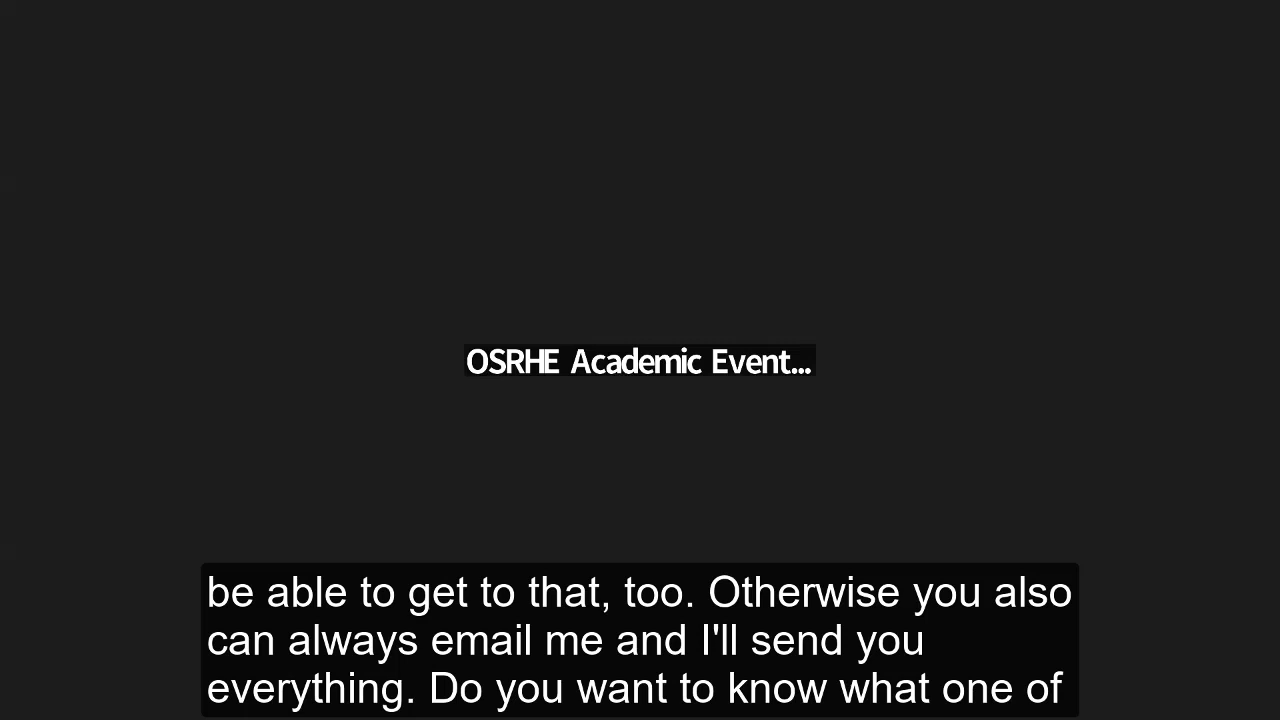 OSRHE Academic Event...
be able to get to that, too. Otherwise you also
can always email me and I'll send you
everything. Do you want to know what one of